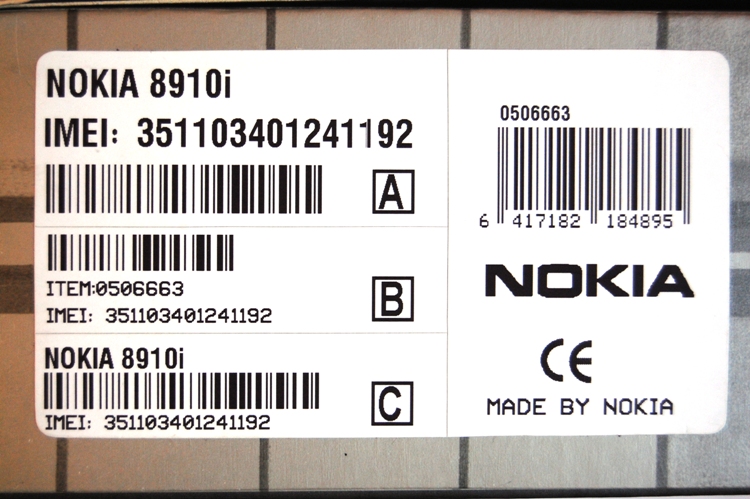 NOKIA 8910i
IMEI: 351103401241192
A
ITEM:0506663
IMEI: 351103401241192
B
NOKIA 8910i
IMEI: 351103401241192
C
0506663
6 417182 184895
NOKIA
CE
MADE BY NOKIA